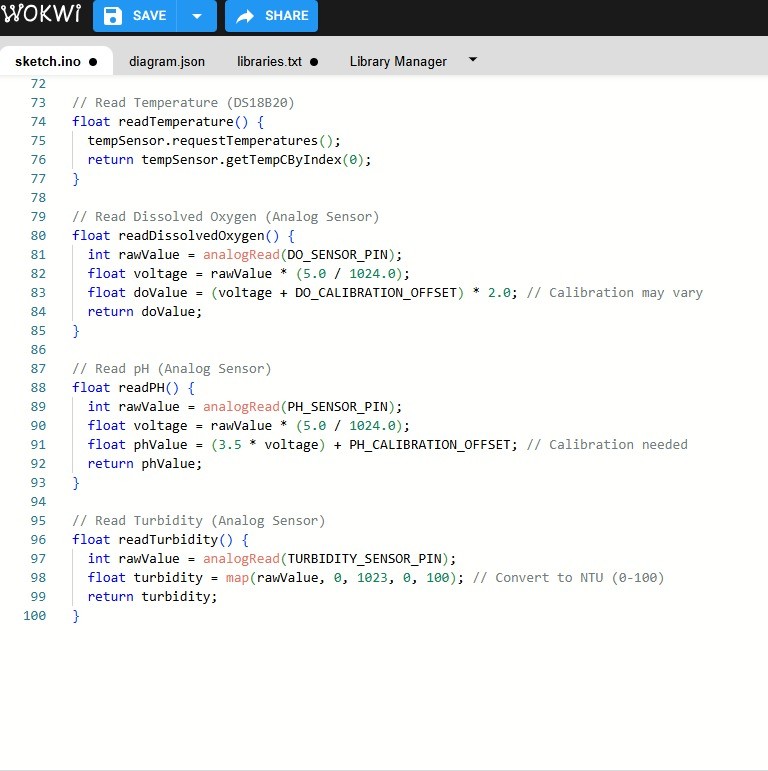 WOKWI SAVE SHARE
sketch.ino diagram.json libraries.txt Library Manager
72
73 // Read Temperature (DS18B20)
74 float readTemperature() {
75 tempSensor.requestTemperatures();
76 return tempSensor.getTempCByIndex(0);
77 }
78
79 // Read Dissolved Oxygen (Analog Sensor)
80 float readDissolvedOxygen() {
81 int rawValue = analogRead(DO_SENSOR_PIN);
82 float voltage = rawValue * (5.0 / 1024.0);
83 float doValue = (voltage + DO_CALIBRATION_OFFSET) * 2.0; // Calibration may vary
84 return doValue;
85 }
86
87 // Read pH (Analog Sensor)
88 float readPH() {
89 int rawValue = analogRead(PH_SENSOR_PIN);
90 float voltage = rawValue * (5.0 / 1024.0);
91 float phValue = (3.5 * voltage) + PH_CALIBRATION_OFFSET; // Calibration needed
92 return phValue;
93 }
94
95 // Read Turbidity (Analog Sensor)
96 float readTurbidity() {
97 int rawValue = analogRead(TURBIDITY_SENSOR_PIN);
98 float turbidity = map(rawValue, 0, 1023, 0, 100); // Convert to NTU (0-100)
99 return turbidity;
100 }